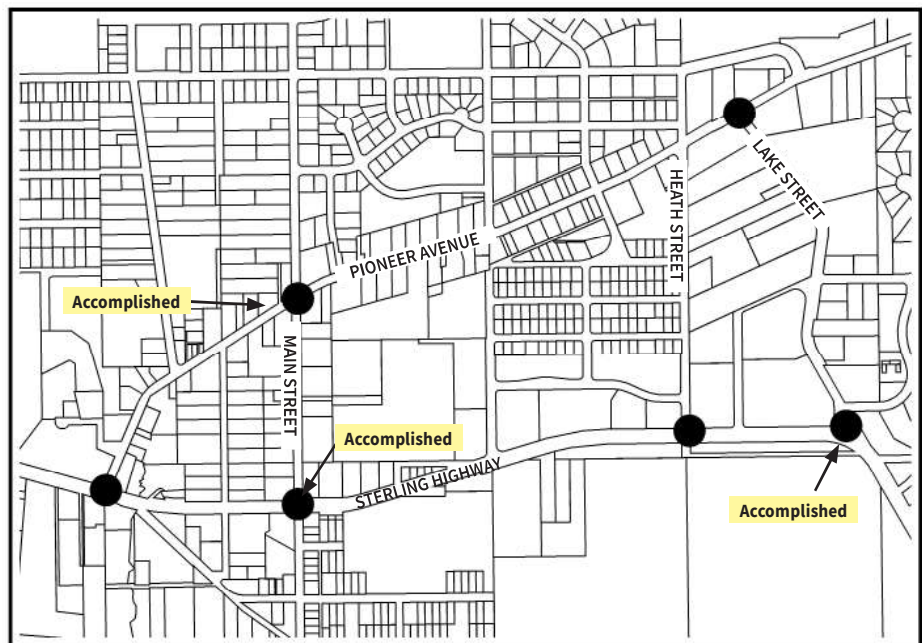 LAKE STREET
HEATH STREET
PIONEER AVENUE
Accomplished
MAIN STREET
Accomplished
STERLING HIGHWAY
Accomplished